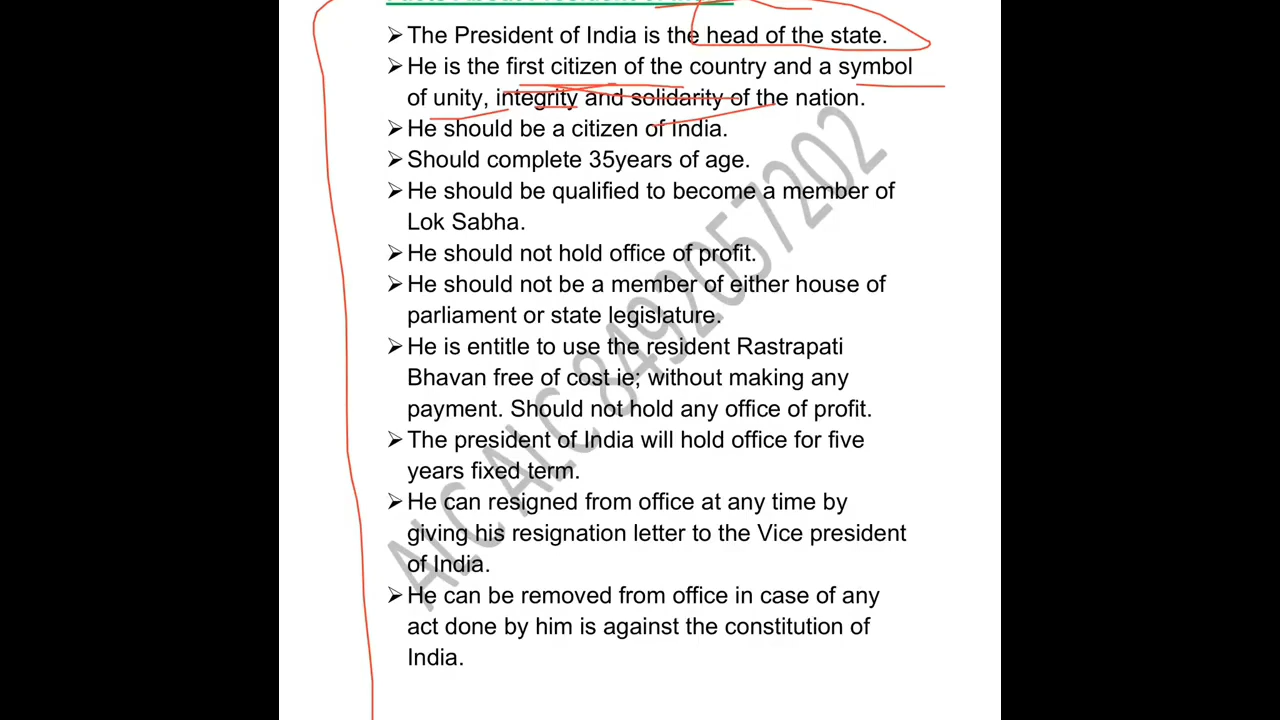 ➤ The President of India is the head of the state.
➤ He is the first citizen of the country and a symbol
of unity, integrity and solidarity of the nation.
➤ He should be a citizen of India.
➤ Should complete 35years of age.
➤ He should be qualified to become a member of
Lok Sabha.
➤ He should not hold office of profit.
➤ He should not be a member of either house of
parliament or state legislature.
➤ He is entitle to use the resident Rastrapati
Bhavan free of cost ie; without making any
payment. Should not hold any office of profit.
➤ The president of India will hold office for five
years fixed term.
➤ He can resigned from office at any time by
giving his resignation letter to the Vice president
of India.
➤ He can be removed from office in case of any
act done by him is against the constitution of
India.
ALC ALC 8492057202